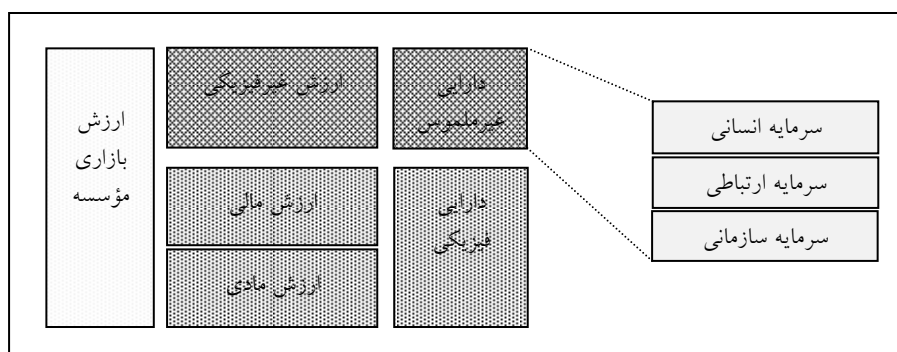 ارزش
بازاری
مؤسسه
ارزش غیرفیزیکی
ارزش مالی
ارزش مادی
دارایی
غیرملموس
دارایی
فیزیکی
سرمایه انسانی
سرمایه ارتباطی
سرمایه سازمانی